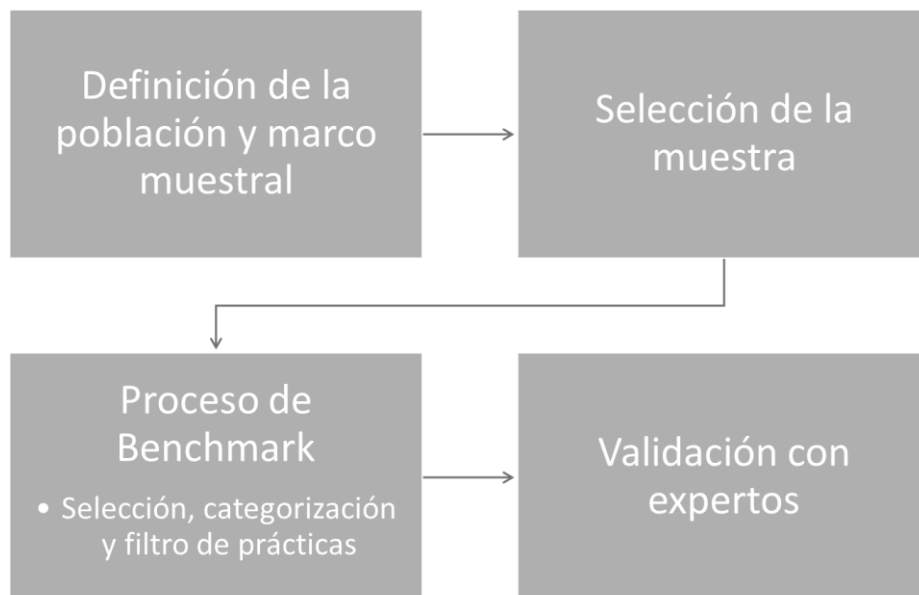 Definición de la
población y marco
muestral
Selección de la
muestra
Proceso de
Benchmark
• Selección, categorización
y filtro de prácticas
Validación con
expertos